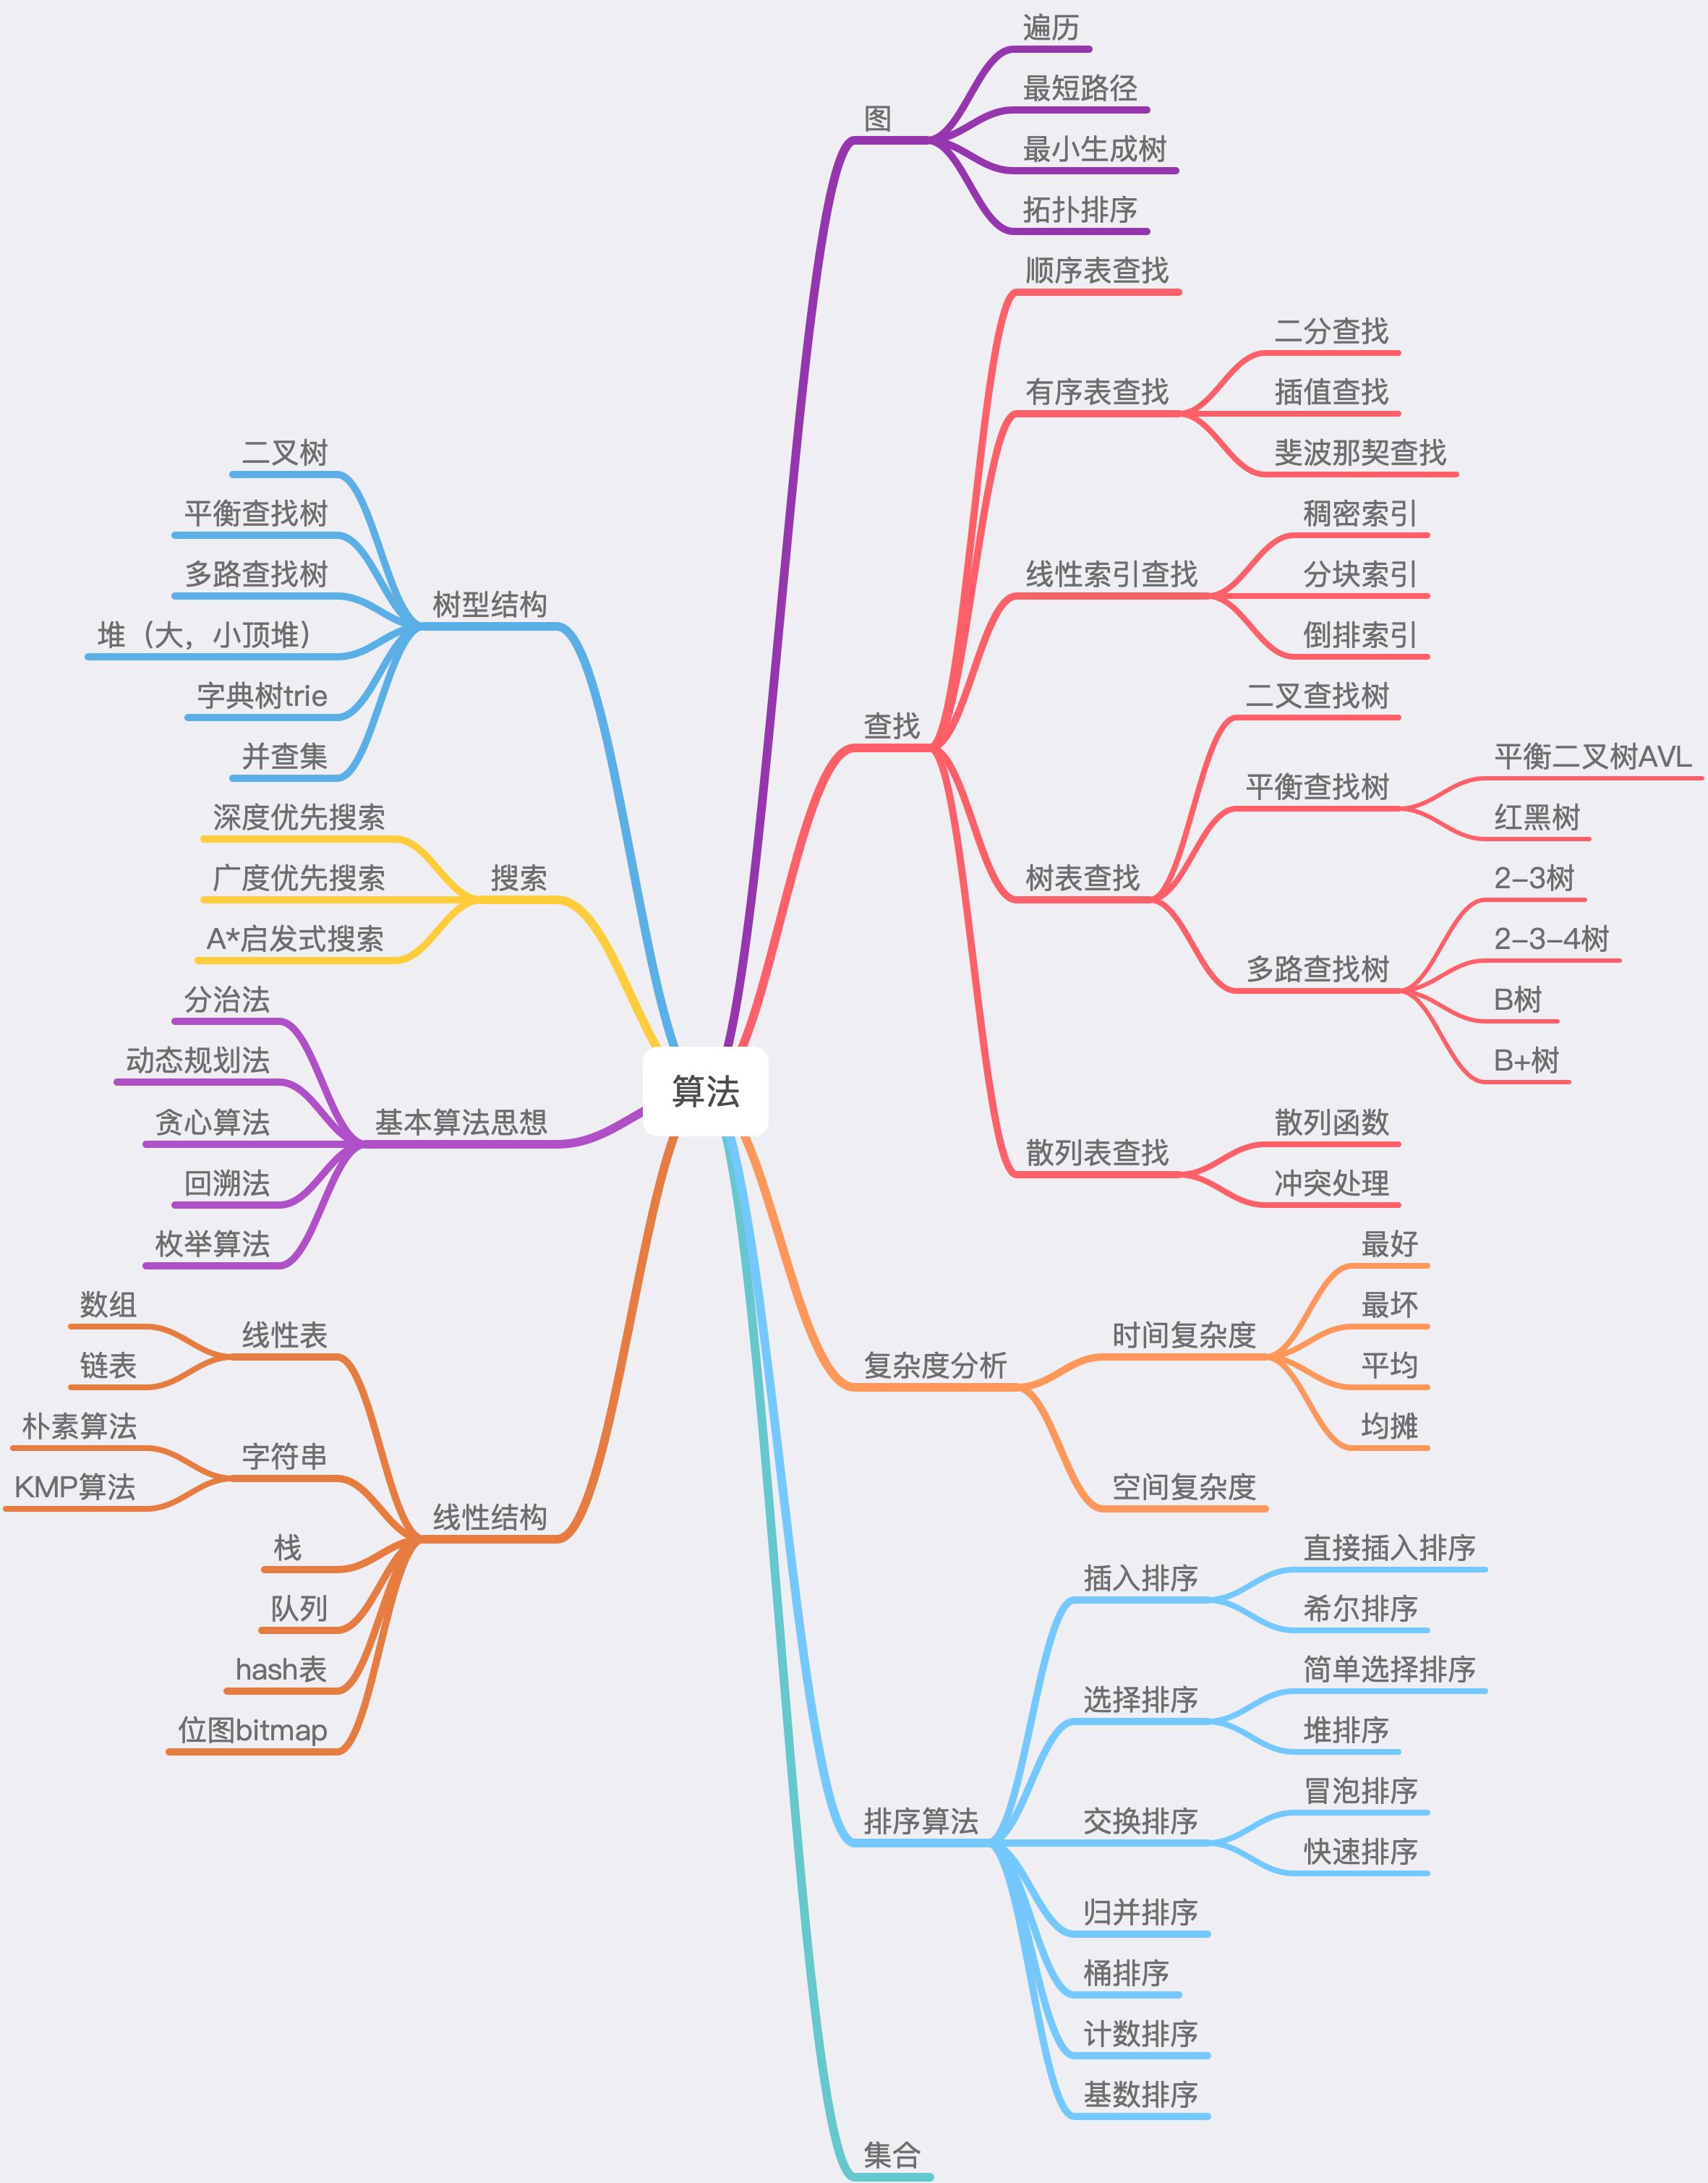 算法
图
遍历
最短路径
最小生成树
拓扑排序
查找
顺序表查找
有序表查找
二分查找
插值查找
斐波那契查找
线性索引查找
稠密索引
分块索引
倒排索引
树表查找
二叉查找树
平衡查找树
平衡二叉树AVL
红黑树
多路查找树
2-3树
2-3-4树
B树
B+树
散列表查找
散列函数
冲突处理
复杂度分析
时间复杂度
最好
最坏
平均
均摊
空间复杂度
排序算法
插入排序
直接插入排序
希尔排序
选择排序
简单选择排序
堆排序
交换排序
冒泡排序
快速排序
归并排序
桶排序
计数排序
基数排序
集合
树型结构
二叉树
平衡查找树
多路查找树
堆（大，小顶堆）
字典树trie
并查集
搜索
深度优先搜索
广度优先搜索
A*启发式搜索
基本算法思想
分治法
动态规划法
贪心算法
回溯法
枚举算法
线性结构
线性表
数组
链表
字符串
朴素算法
KMP算法
栈
队列
hash表
位图bitmap